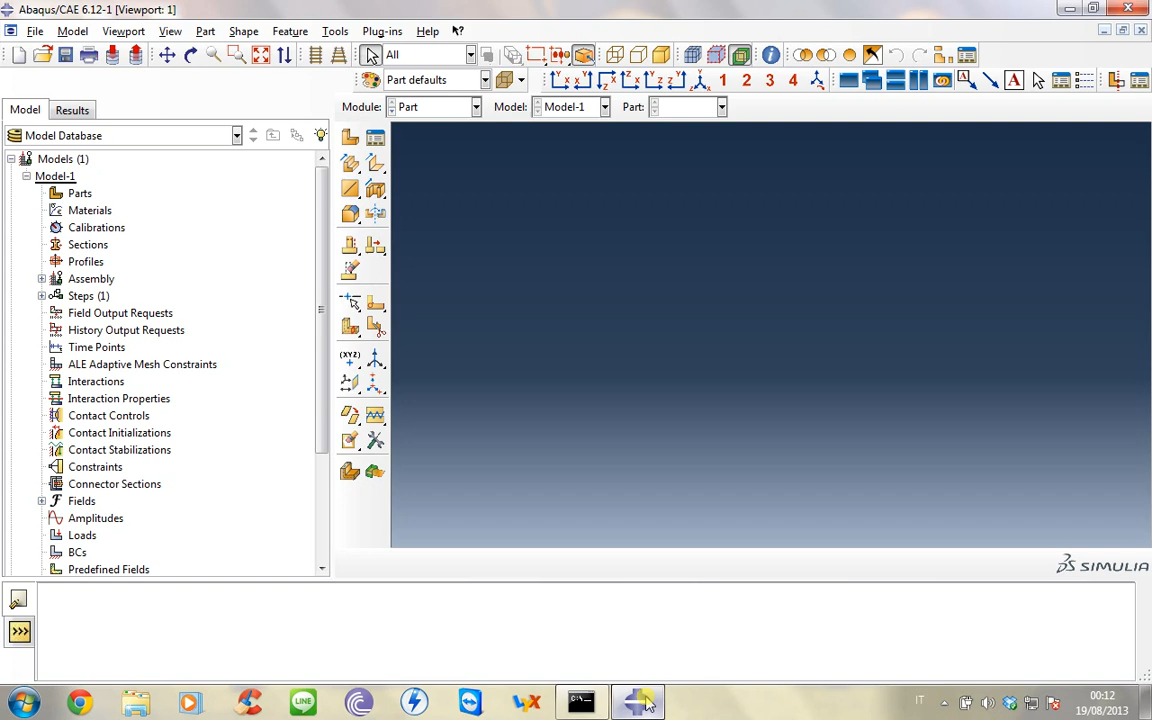 Abaqus/CAE 6.12-1 [Viewport: 1]
File Model Viewport View Part Shape Feature Tools Plug-ins Help
All
Part defaults
1 2 3 4
Module: Part Model: Model-1 Part:
Model Results
Model Database
Models (1)
Model-1
Parts
Materials
Calibrations
Sections
Profiles
Assembly
Steps (1)
Field Output Requests
History Output Requests
Time Points
ALE Adaptive Mesh Constraints
Interactions
Interaction Properties
Contact Controls
Contact Initializations
Contact Stabilizations
Constraints
Connector Sections
Fields
Amplitudes
Loads
BCs
Predefined Fields
(XYZ)
SIMULIA
>>>
LINE
C:\
IT
00:12
19/08/2013